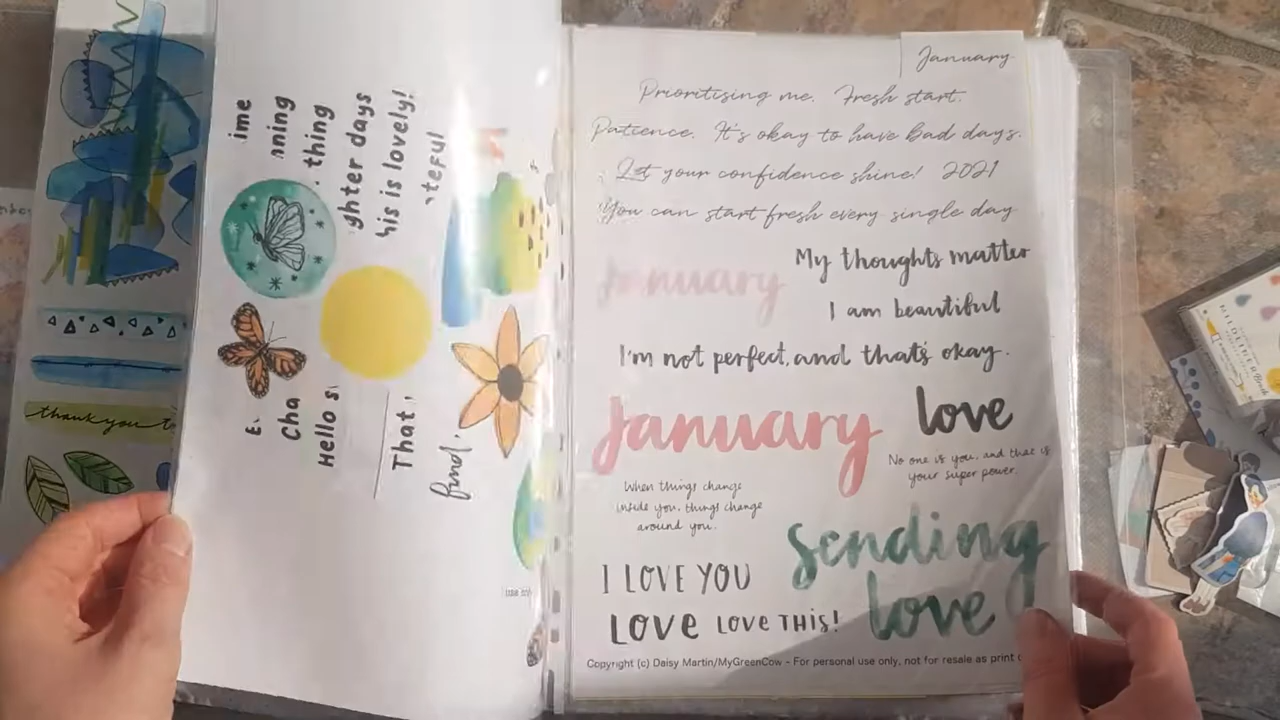 thank you
ime
nning
thing
ghter days
his is lovely!
teful
Cha
Hello s
That
find
January
Prioritising me. Fresh start.
Patience. It's okay to have bad days.
Let your confidence shine! 2021
You can start fresh every single day
January
My thoughts matter
I am beautiful
I'm not perfect, and that's okay.
January
love
No one is you, and that is
your super power.
When things change
inside you, things change
around you.
sending
love
I LOVE YOU
LOVE LOVE THIS!
Copyright (c) Daisy Martin/MyGreenCow - For personal use only, not for resale as print